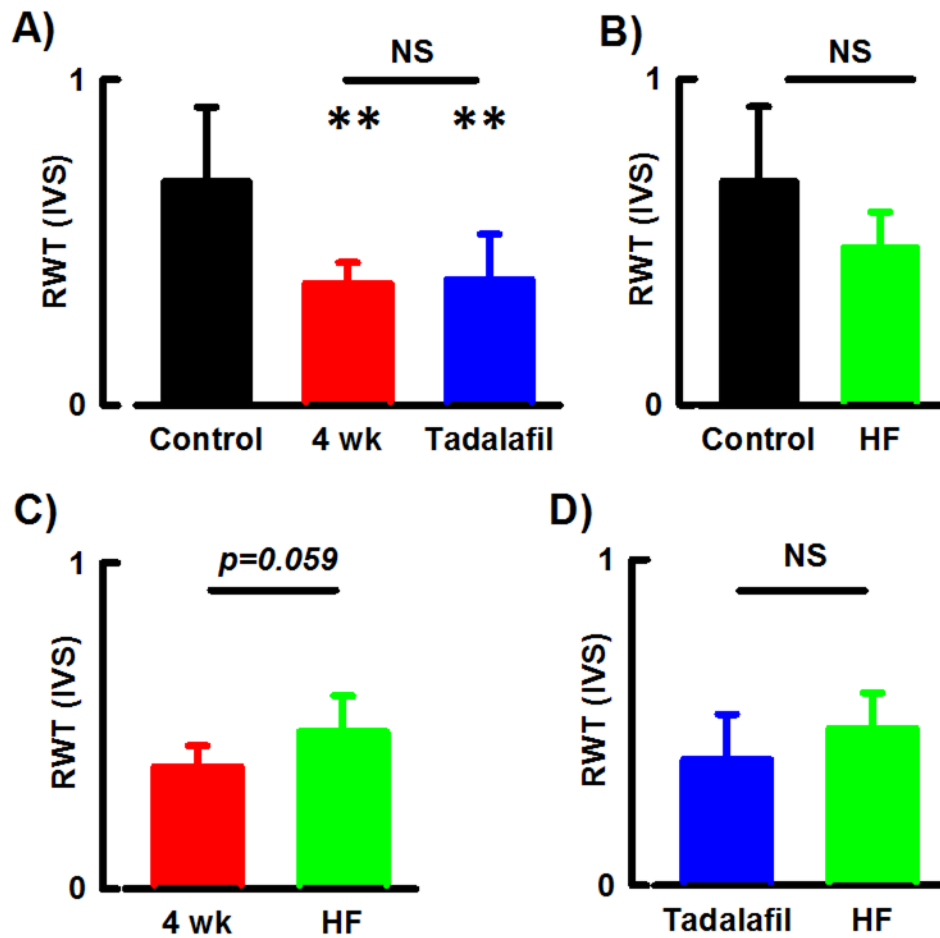 A)
NS
1
** **
RWT (IVS)
0
Control 4 wk Tadalafil
B)
NS
1
RWT (IVS)
0
Control HF
C)
p=0.059
1
RWT (IVS)
0
4 wk HF
D)
NS
1
RWT (IVS)
0
Tadalafil HF